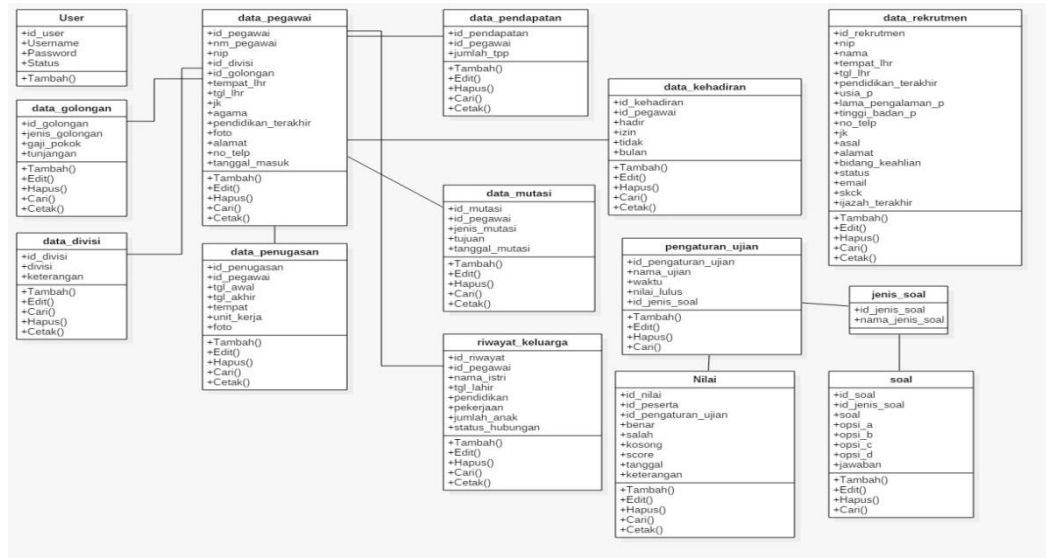 User
+id_user
+Username
+Password
+Status
+Tambah()
data_golongan
+id_golongan
+jenis_golongan
+gaji_pokok
+tunjangan
+Tambah()
+Edit()
+Hapus()
+Cari()
+Cetak()
data_divisi
+id_divisi
+divisi
+keterangan
+Tambah()
+Edit()
+Cari()
+Hapus()
+Cetak()
data_pegawai
+id_pegawai
+nm_pegawai
+nip
+id_divisi
+id_golongan
+tempat_lhr
+tgl_lhr
+jk
+agama
+pendidikan_terakhir
+foto
+alamat
+no_telp
+tanggal_masuk
+Tambah()
+Edit()
+Hapus()
+Cari()
+Cetak()
data_penugasan
+id_penugasan
+id_pegawai
+tgl_awal
+tgl_akhir
+tempat
+unit_kerja
+foto
+Tambah()
+Edit()
+Hapus()
+Cari()
+Cetak()
data_pendapatan
+id_pendapatan
+id_pegawai
+jumlah_tpp
+Tambah()
+Edit()
+Hapus()
+Cari()
+Cetak()
data_mutasi
+id_mutasi
+id_pegawai
+jenis_mutasi
+tujuan
+tanggal_mutasi
+Tambah()
+Edit()
+Hapus()
+Cari()
+Cetak()
riwayat_keluarga
+id_riwayat
+id_pegawai
+nama_istri
+tgl_lahir
+pendidikan
+pekerjaan
+jumlah_anak
+status_hubungan
+Tambah()
+Edit()
+Hapus()
+Cari()
+Cetak()
data_kehadiran
+id_kehadiran
+id_pegawai
+hadir
+izin
+tidak
+bulan
+Tambah()
+Edit()
+Hapus()
+Cari()
+Cetak()
pengaturan_ujian
+id_pengaturan_ujian
+nama_ujian
+waktu
+nilai_lulus
+id_jenis_soal
+Tambah()
+Edit()
+Hapus()
+Cari()
Nilai
+id_nilai
+id_peserta
+id_pengaturan_ujian
+benar
+salah
+kosong
+score
+tanggal
+keterangan
+Tambah()
+Edit()
+Hapus()
+Cari()
+Cetak()
data_rekrutmen
+id_rekrutmen
+nip
+nama
+tempat_lhr
+tgl_lhr
+pendidikan_terakhir
+usia_p
+lama_pengalaman_p
+tinggi_badan_p
+no_telp
+jk
+asal
+alamat
+bidang_keahlian
+status
+email
+skck
+ijazah_terakhir
+Tambah()
+Edit()
+Hapus()
+Cari()
+Cetak()
jenis_soal
+id_jenis_soal
+nama_jenis_soal
soal
+id_soal
+id_jenis_soal
+soal
+opsi_a
+opsi_b
+opsi_c
+opsi_d
+jawaban
+Tambah()
+Edit()
+Hapus()
+Cari()